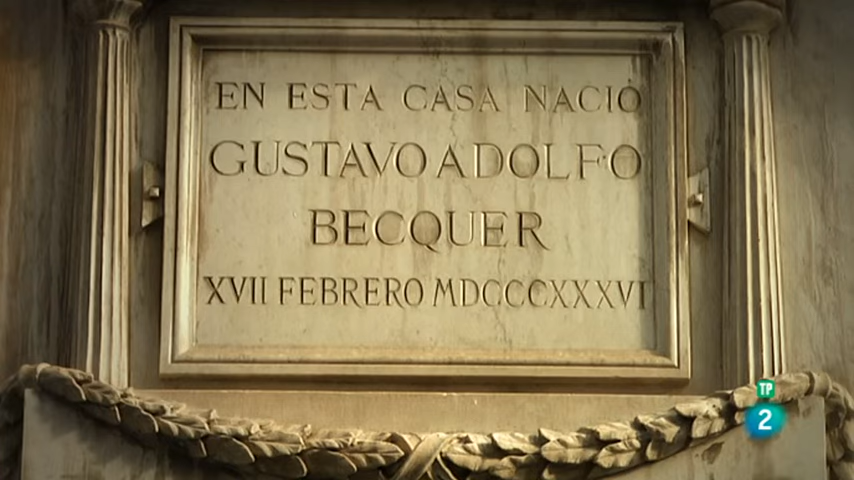 EN ESTA CASA NACIO
GUSTAVO ADOLFO
BECQUER
XVII FEBRERO MDCCCXXXVI
TP
2